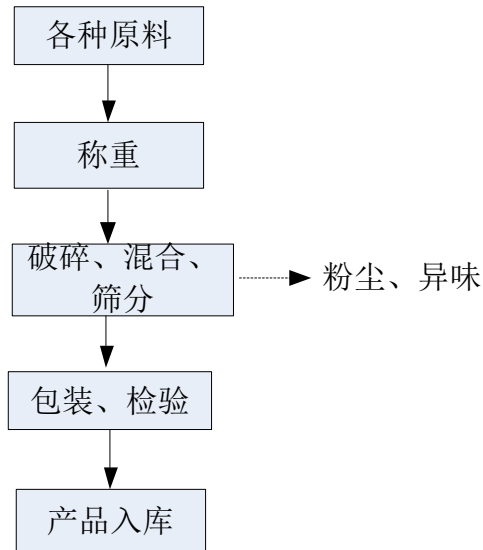 各种原料
称重
破碎、混合、
筛分
粉尘、异味
包装、检验
产品入库